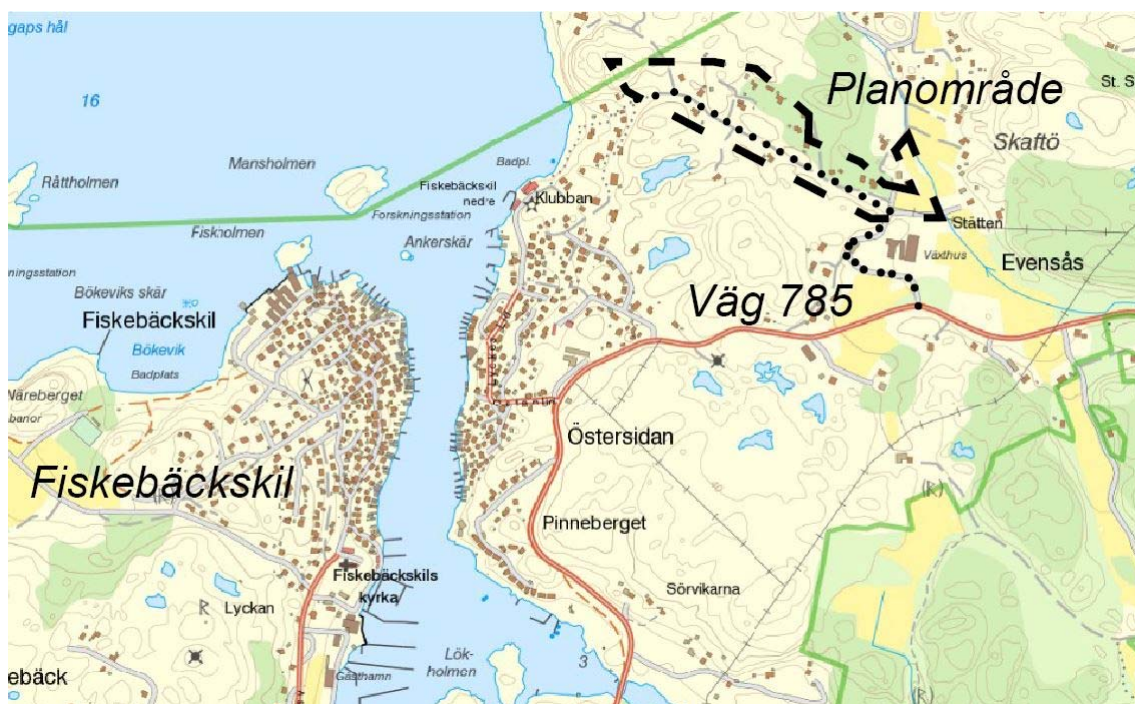 gaps hål
16
Planområde
St. S
Skaftö
Mansholmen
Badpl.
Råttholmen
Fiskebäckskil
nedre
Klubban
Forskningsstation
Fiskholmen
Ankerskär
Stätten
Växthus
Evensås
ningsstation
Bökeviks skär
Väg 785
Fiskebäckskil
Bökevik
Badplats
Näreberget
banor
Östersidan
Fiskebäckskil
(R)
Pinneberget
Fiskebäckskils
kyrka
Sörvikarna
R
Lyckan
Lök-
holmen
3
ebäck
Gästhamn
(R)